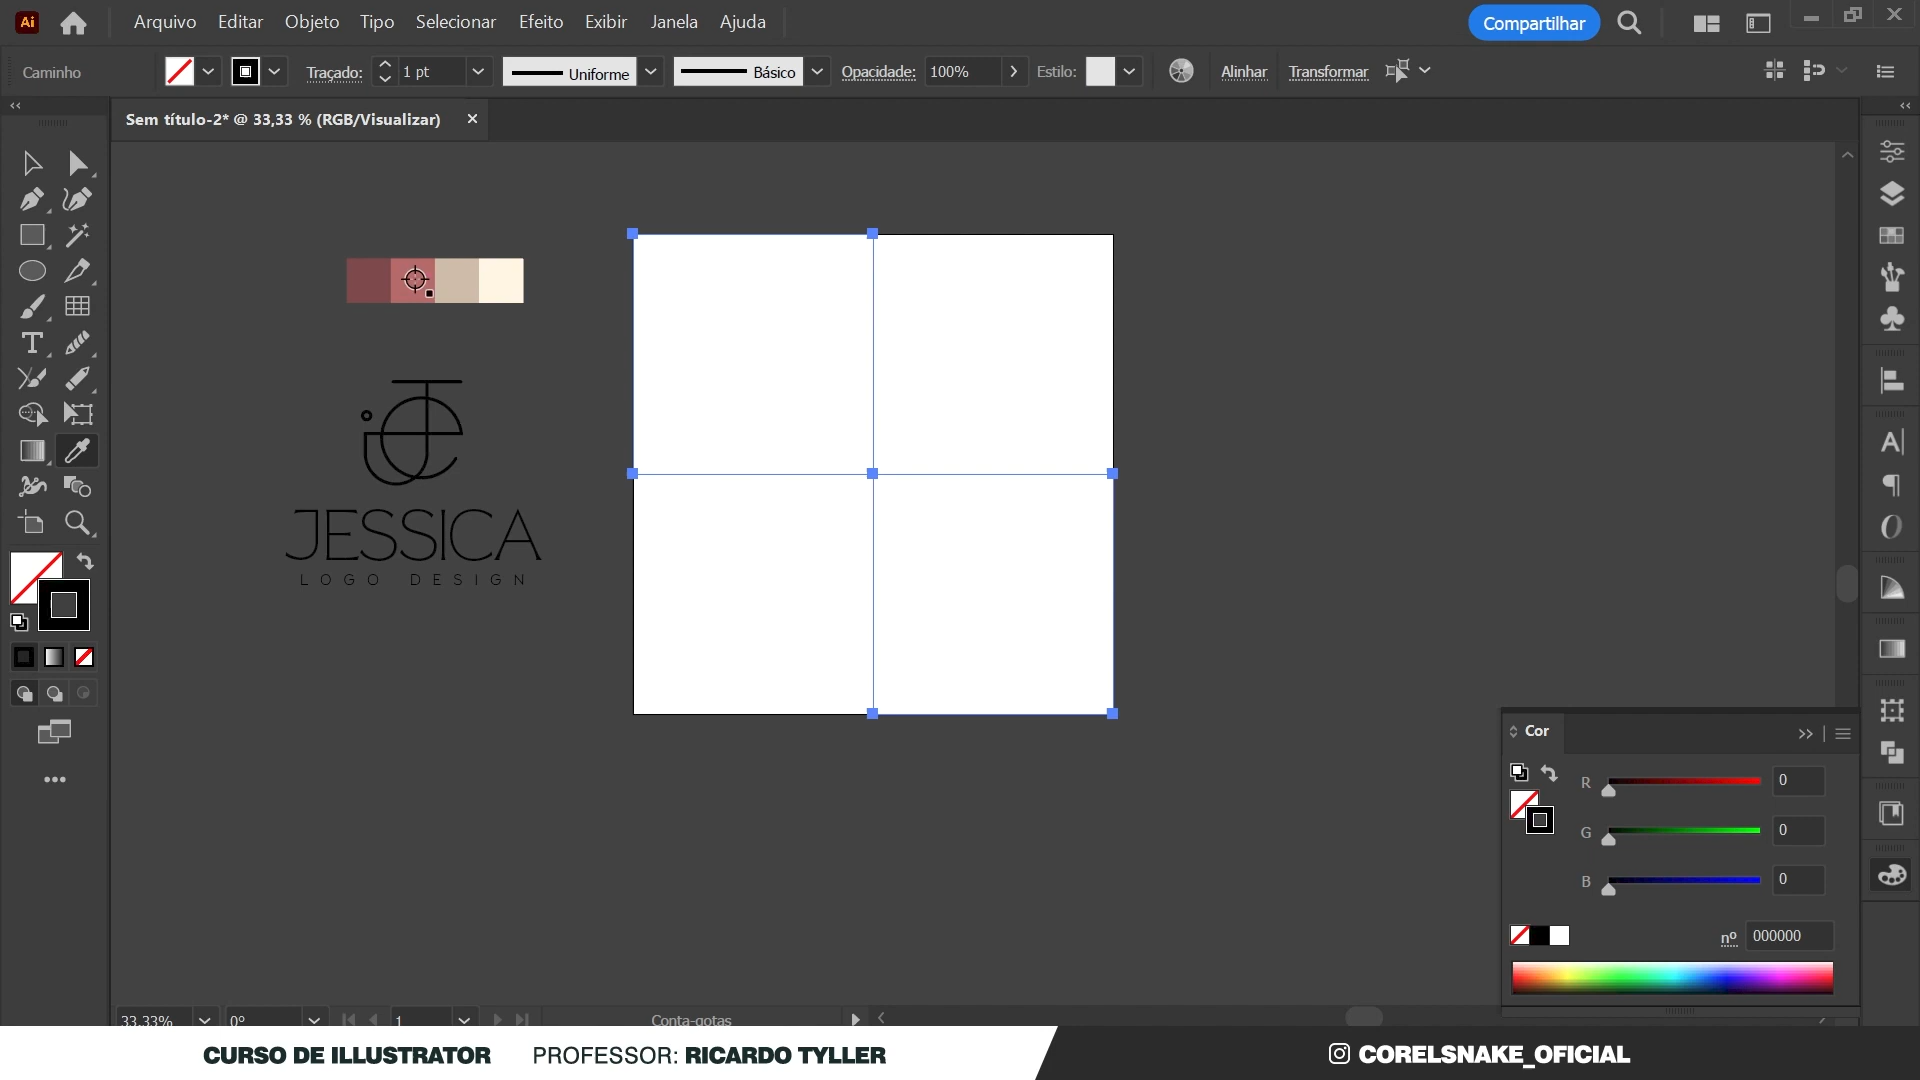 Ai Arquivo Editar Objeto Tipo Selecionar Efeito Exibir Janela Ajuda Compartilhar
Caminho Traçado: 1 pt Uniforme Básico Opacidade: 100% Estilo: Alinhar Transformar
Sem título-2* @ 33,33 % (RGB/Visualizar)
JESSICA
LOGO DESIGN
Cor
R 0
G 0
B 0
nº 000000
33,33% 0° 1 Conta-gotas
CURSO DE ILLUSTRATOR PROFESSOR: RICARDO TYLLER CORELSNAKE_OFICIAL